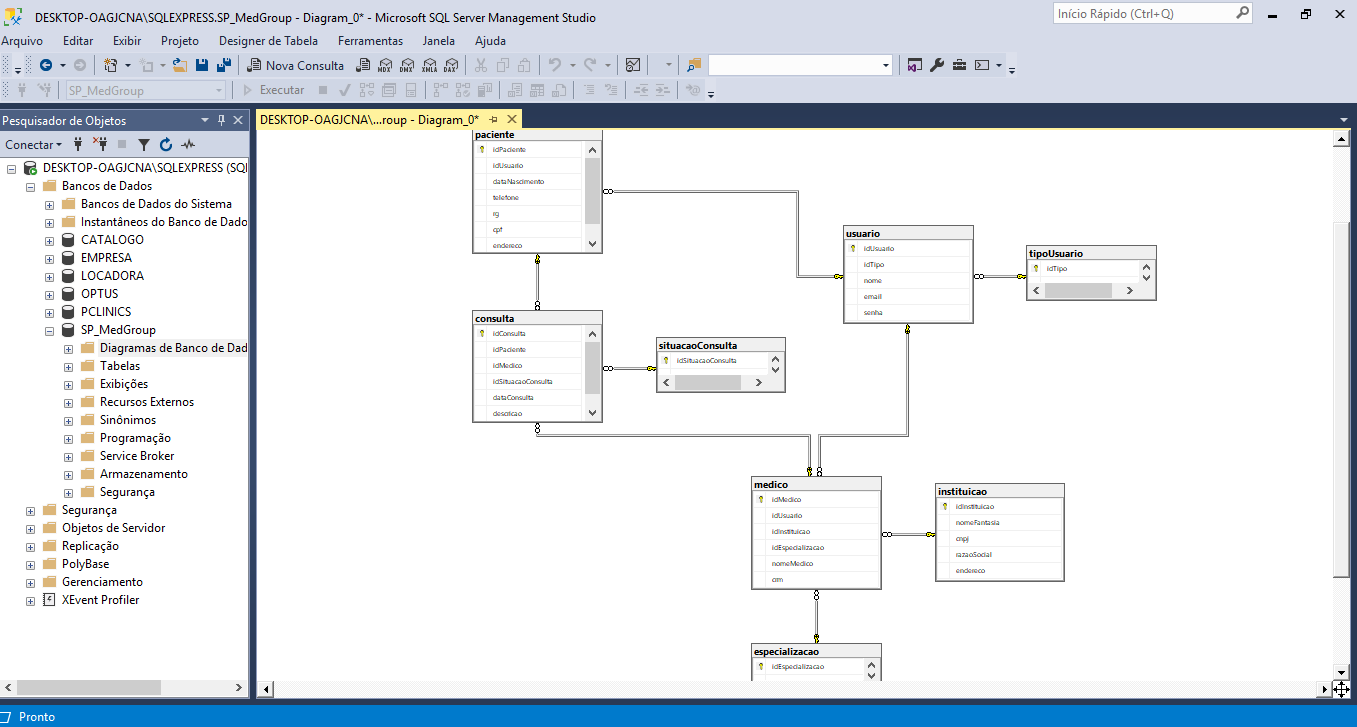 DESKTOP-OAGJCNA\SQLEXPRESS.SP_MedGroup - Diagram_0* - Microsoft SQL Server Management Studio
Início Rápido (Ctrl+Q)
Arquivo Editar Exibir Projeto Designer de Tabela Ferramentas Janela Ajuda
Nova Consulta
MDX DMX XMLA DAX
SP_MedGroup
Executar
Pesquisador de Objetos
Conectar
DESKTOP-OAGJCNA\SQLEXPRESS (SQl
Bancos de Dados
Bancos de Dados do Sistema
Instantâneos do Banco de Dado
CATALOGO
EMPRESA
LOCADORA
OPTUS
PCLINICS
SP_MedGroup
Diagramas de Banco de Dad
Tabelas
Exibições
Recursos Externos
Sinônimos
Programação
Service Broker
Armazenamento
Segurança
Segurança
Objetos de Servidor
Replicação
PolyBase
Gerenciamento
XEvent Profiler
DESKTOP-OAGJCNA\...roup - Diagram_0*
paciente
idPaciente
idUsuario
dataNascimento
telefone
rg
cpf
endereco
usuario
idUsuario
idTipo
nome
email
senha
tipoUsuario
idTipo
consulta
idConsulta
idPaciente
idMedico
idSituacaoConsulta
dataConsulta
descricao
situacaoConsulta
idSituacaoConsulta
medico
idMedico
idUsuario
idInstituicao
idEspecializacao
nomeMedico
crm
instituicao
idInstituicao
nomeFantasia
cnpj
razaoSocial
endereco
especializacao
idEspecializacao
Pronto